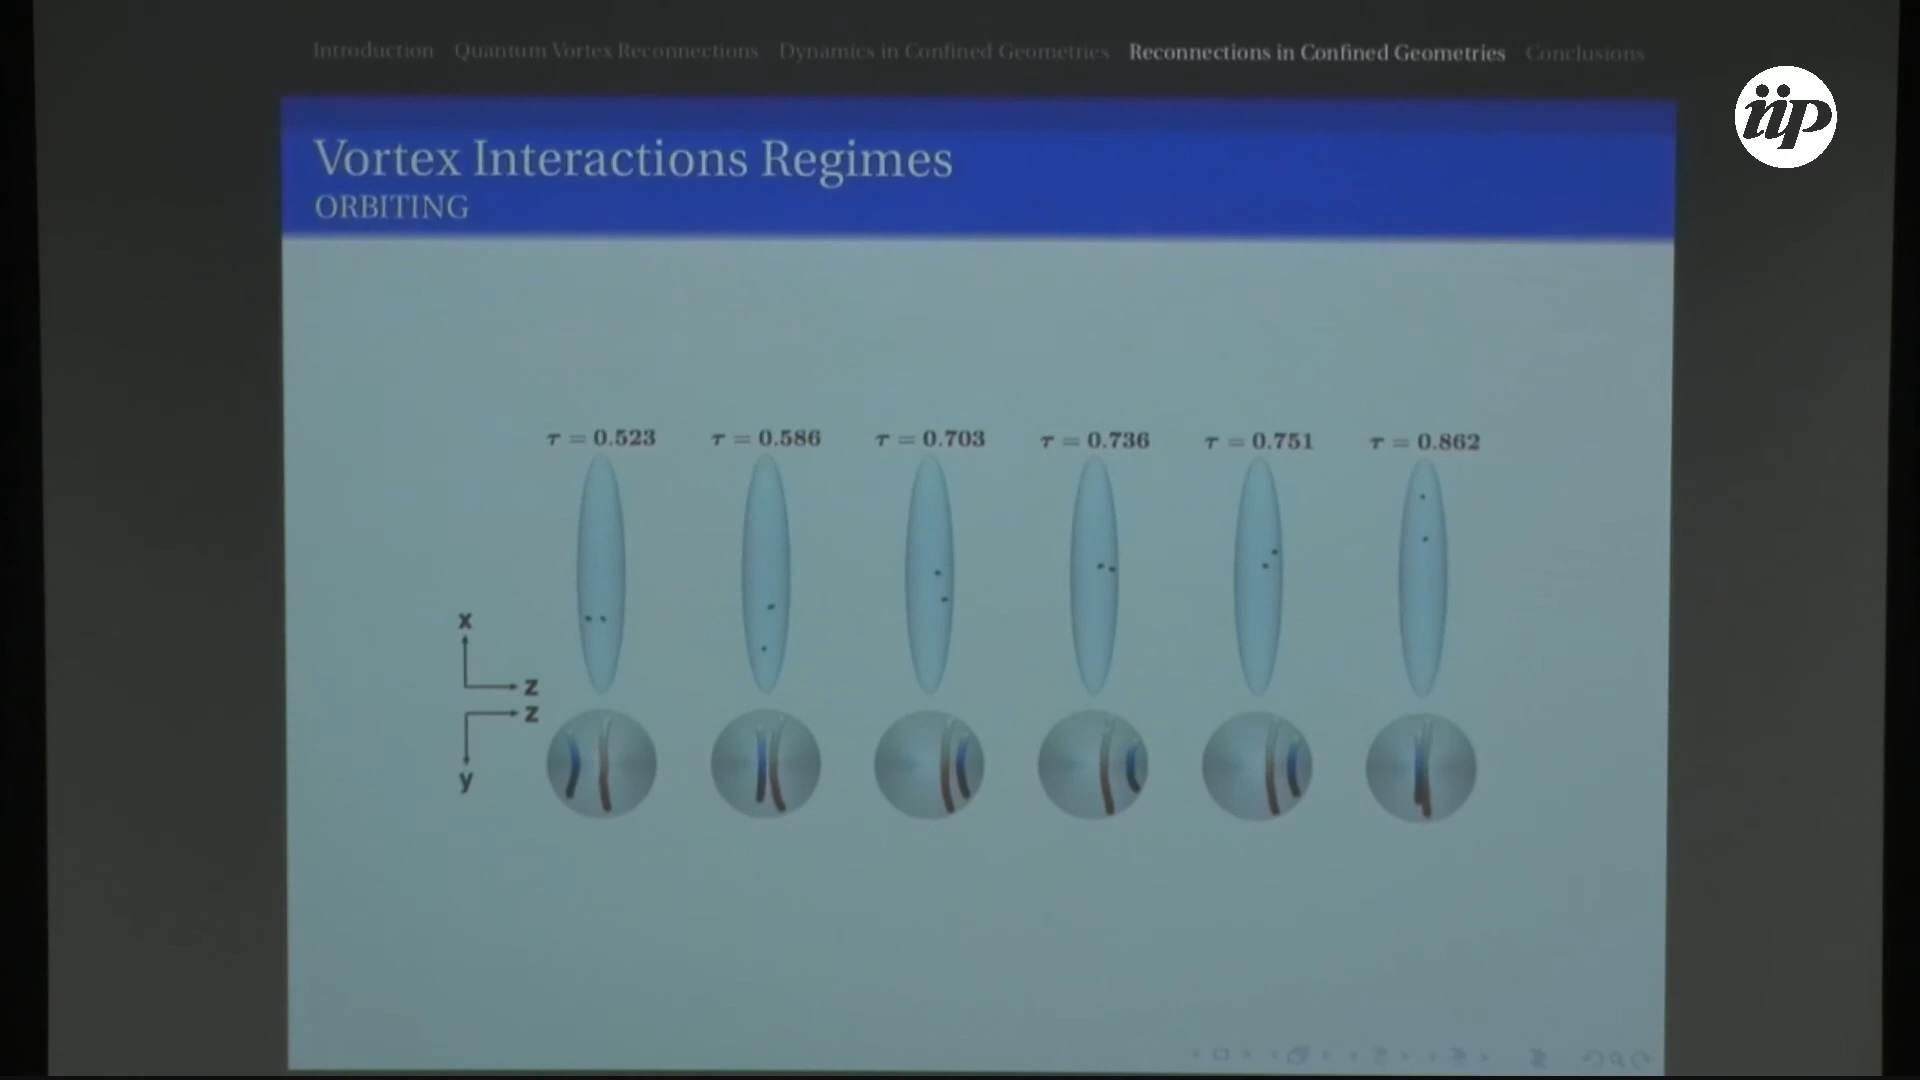 Introduction Quantum Vortex Reconnections Dynamics in Confined Geometries Reconnections in Confined Geometries Conclusions
iip
Vortex Interactions Regimes
ORBITING
τ = 0.523 τ = 0.586 τ = 0.703 τ = 0.736 τ = 0.751 τ = 0.862
x
z
z
y